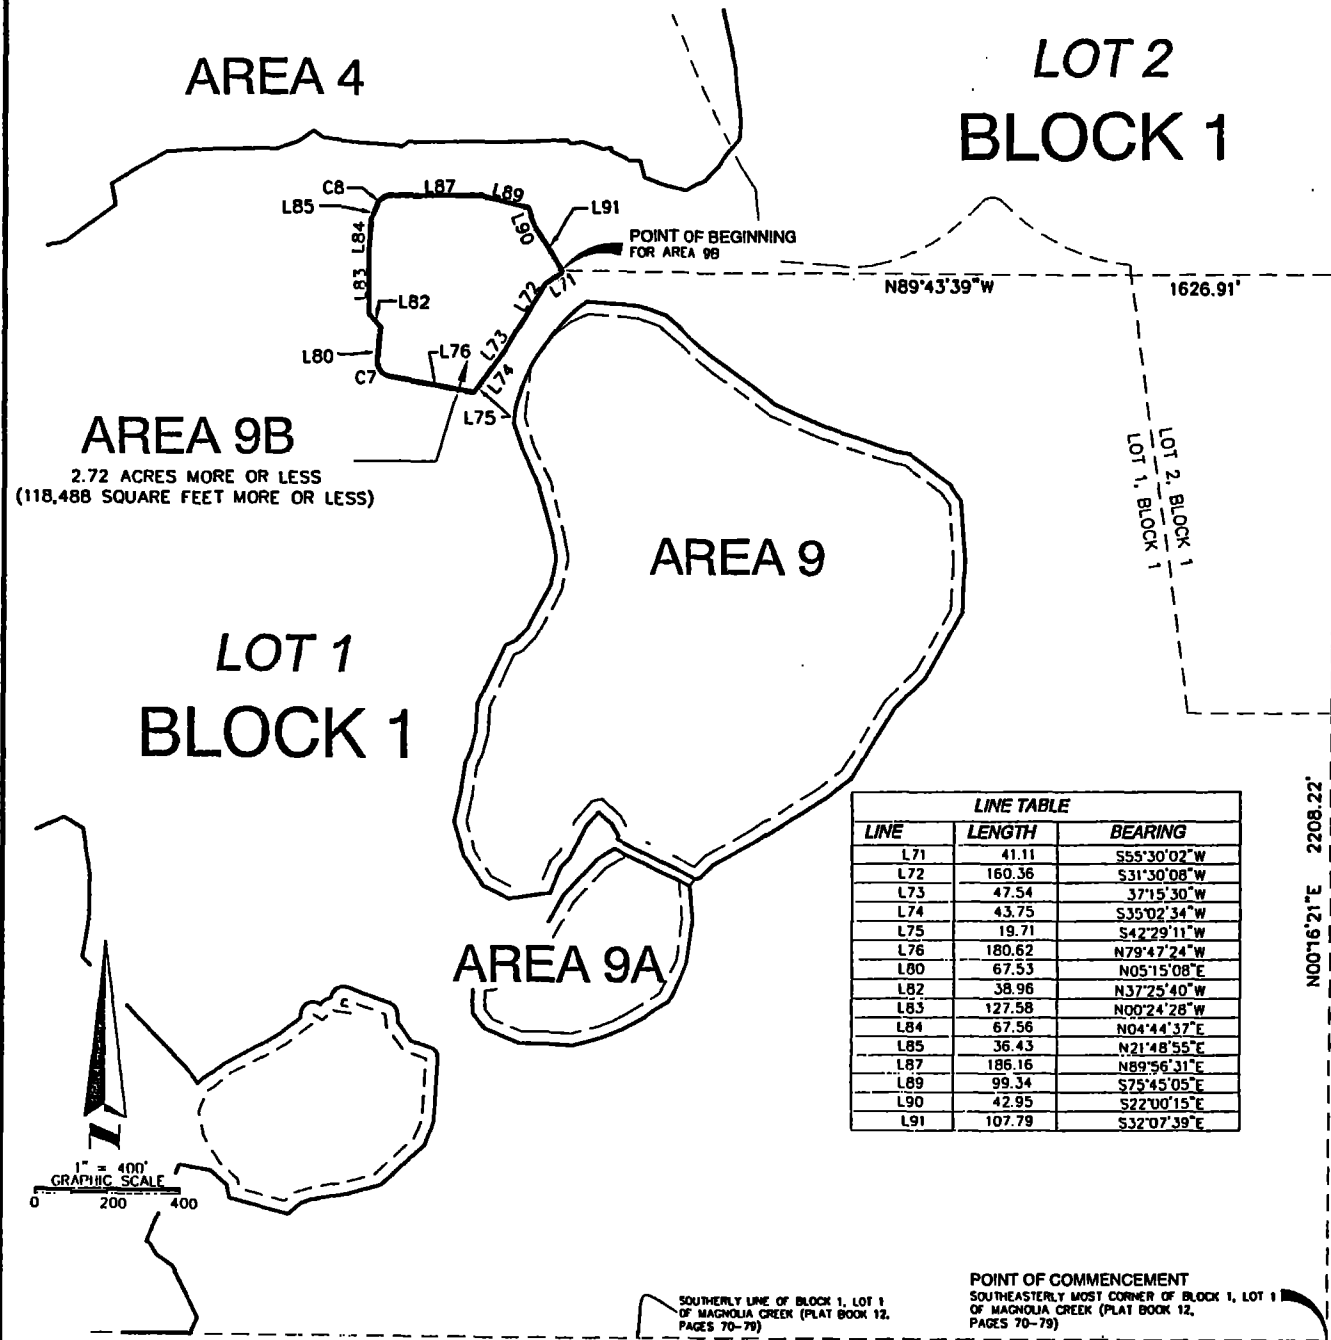 AREA 4
LOT 2
BLOCK 1
C8
L87
L89
L85
L91
L84
L90
POINT OF BEGINNING
FOR AREA 9B
L83
L71
L72
N89°43'39"W
1626.91'
L82
L80
L73
L76
C7
L74
L75
AREA 9B
2.72 ACRES MORE OR LESS
(118,488 SQUARE FEET MORE OR LESS)
LOT 2, BLOCK 1
LOT 1, BLOCK 1
AREA 9
LOT 1
BLOCK 1
LINE TABLE
LINE LENGTH BEARING
L71 41.11 S55°30'02"W
L72 160.36 S31°30'08"W
L73 47.54 37°15'30"W
L74 43.75 S35°02'34"W
L75 19.71 S42°29'11"W
L76 180.62 N79°47'24"W
L80 67.53 N05°15'08"E
L82 38.96 N37°25'40"W
L83 127.58 N00°24'28"W
L84 67.56 N04°44'37"E
L85 36.43 N21°48'55"E
L87 186.16 N89°56'31"E
L89 99.34 S75°45'05"E
L90 42.95 S22°00'15"E
L91 107.79 S32°07'39"E
N00°16'21"E 2208.22'
AREA 9A
1" = 400'
GRAPHIC SCALE
0 200 400
SOUTHERLY LINE OF BLOCK 1, LOT 1
OF MAGNOLIA CREEK (PLAT BOOK 12,
PAGES 70-79)
POINT OF COMMENCEMENT
SOUTHEASTERLY MOST CORNER OF BLOCK 1, LOT 1
OF MAGNOLIA CREEK (PLAT BOOK 12,
PAGES 70-79)